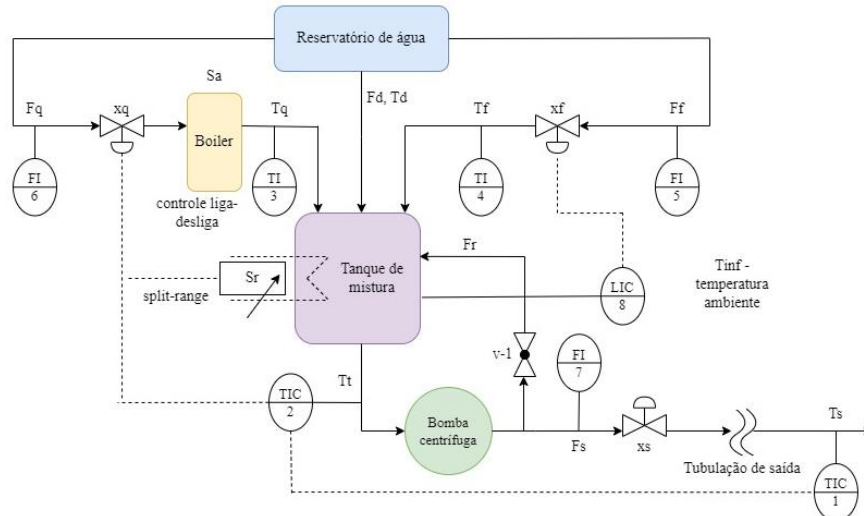 Reservatório de água
Sa
Fq
xq
Tq
Fd, Td
Tf
xf
Ff
Boiler
FI
6
TI
3
TI
4
FI
5
controle liga-
desliga
Fr
Sr
Tanque de
mistura
split-range
LIC
8
Tinf -
temperatura
ambiente
v-1
FI
7
Tt
TIC
2
Bomba
centrífuga
Fs
xs
Ts
Tubulação de saída
TIC
1